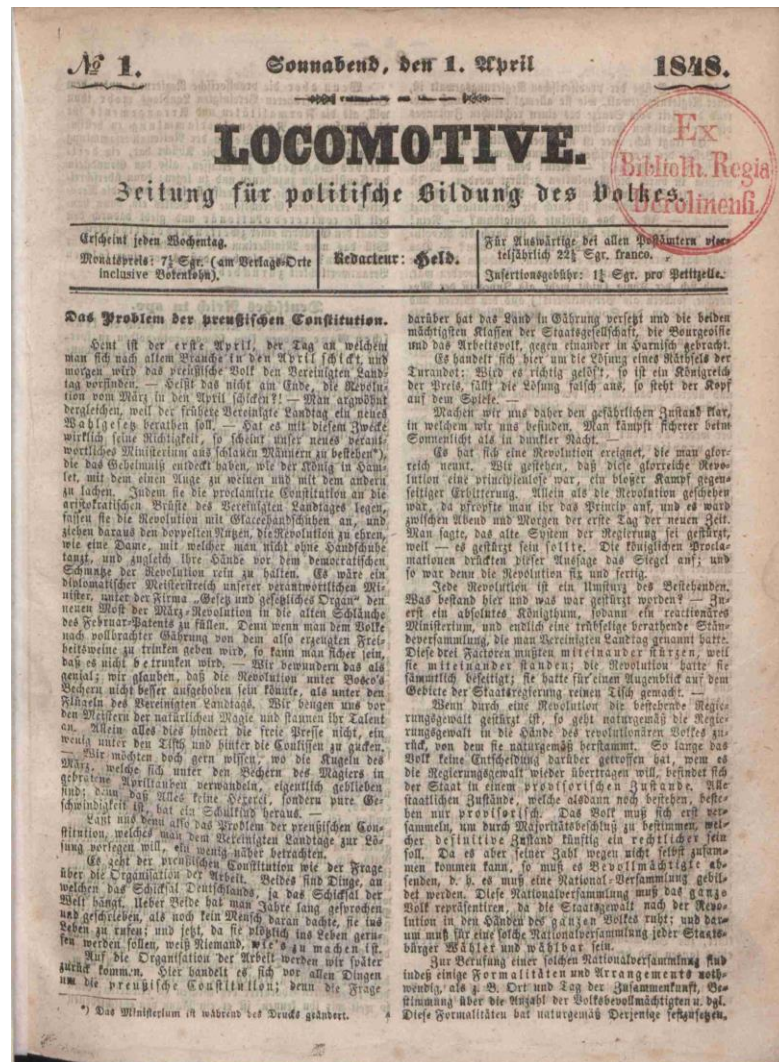 № 1.
Sonnabend, den 1. April
1848.
LOCOMOTIVE.
Zeitung für politische Bildung des Volkes.
Ex
Biblioth. Regia
Berolinensi.
Erscheint jeden Wochentag.
Monatspreis: 7½ Sgr. (am Verlags-Orte
inclusive Botenlohn).
Redacteur: Held.
Für Auswärtige bei allen Postämtern vier-
teljährlich 22½ Sgr. franco.
Insertionsgebühr: 1½ Sgr. pro Petitzeile.
Das Problem der preußischen Constitution.
Heut ist der erste April, der Tag an welchem
man sich nach altem Brauche in den April schickt, und
morgen wird das preußische Volk den Vereinigten Land-
tag vorfinden. — Heißt das nicht am Ende, die Revolu-
tion vom März in den April schicken?! — Man argwöhnt
dergleichen, weil der frühere Vereinigte Landtag ein neues
Wahlgesetz berathen soll. — Hat es mit diesem Zwecke
wirklich seine Richtigkeit, so scheint unser neues verant-
wortliches Ministerium aus schlauen Männern zu bestehen*),
die das Geheimniß entdeckt haben, wie der König in Ham-
let, mit dem einen Auge zu weinen und mit dem andern
zu lachen. Indem sie die proclamirte Constitution an die
aristokratischen Brüste des Vereinigten Landtages legen,
fassen sie die Revolution mit Glaceehandschuhen an, und
ziehen daraus den doppelten Nutzen, die Revolution zu ehren,
wie eine Dame, mit welcher man nicht ohne Handschuhe
tanzt, und zugleich Ihre Hände vor dem democratischen
Schmutze der Revolution rein zu halten. Es wäre ein
diplomatischer Meisterstreich unserer verantwortlichen Mi-
nister, unter der Firma „Gesetz und gesetzliches Organ“ den
neuen Most der März-Revolution in die alten Schläuche
des Februar-Patents zu füllen. Denn wenn man dem Volke
nach vollbrachter Gährung von dem also erzeugten Frei-
heitsweine zu trinken geben wird, so kann man sicher sein,
daß es nicht betrunken wird. — Wir bewundern das als
genial; wir glauben, daß die Revolution unter Bosco's
Bechern nicht besser aufgehoben sein könnte, als unter den
Flügeln des Vereinigten Landtags. Wir beugen uns vor
den Meistern der natürlichen Magie und staunen ihr Talent
an. Allein alles dies hindert die freie Presse nicht, ein
wenig unter den Tisch und hinter die Coulissen zu gucken.
— Wir möchten doch gern wissen, wo die Kugeln des
März, welche sich unter den Bechern des Magiers in
gebratene Apriltauben verwandeln, eigentlich geblieben
sind; denn daß Alles keine Hexerei, sondern pure Ge-
schwindigkeit ist, hat ein Schulkind heraus. —
Laßt uns denn also das Problem der preußischen Con-
stitution, welches man dem Vereinigten Landtage zur Lö-
sung vorlegen will, ein wenig näher betrachten.
Es geht der preußischen Constitution wie der Frage
über die Organisation der Arbeit. Beides sind Dinge, an
welchen das Schicksal Deutschlands, ja das Schicksal der
Welt hängt. Ueber Beide hat man Jahre lang gesprochen
und geschrieben, als noch kein Mensch daran dachte, sie ins
Leben zu rufen; und jetzt, da sie plötzlich ins Leben geru-
fen werden sollen, weiß Niemand, wie's zu machen ist.
Auf die Organisation der Arbeit werden wir später
zurück kommen. Hier handelt es sich vor allen Dingen
um die preußische Constitution; denn die Frage
*) Das Ministerium ist während des Drucks geändert.
darüber hat das Land in Gährung versetzt und die beiden
mächtigsten Klassen der Staatsgesellschaft, die Bourgeoisie
und das Arbeitsvolk, gegen einander in Harnisch gebracht.
Es handelt sich hier um die Lösung eines Räthsels der
Turandot: Wird es richtig gelöst, so ist ein Königreich
der Preis, fällt die Lösung falsch aus, so steht der Kopf
auf dem Spiele. —
Machen wir uns daher den gefährlichen Zustand klar,
in welchem wir uns befinden. Man kämpft sicherer beim
Sonnenlicht als in dunkler Nacht. —
Es hat sich eine Revolution ereignet, die man glor-
reich nennt. Wir gestehen, daß diese glorreiche Revo-
lution eine principienlose war, ein bloßer Kampf gegen-
seitiger Erbitterung. Allein als die Revolution geschehen
war, da pfropfte man ihr das Princip auf, und es ward
zwischen Abend und Morgen der erste Tag der neuen Zeit.
Man sagte, das alte System der Regierung sei gestürzt,
weil — es gestürzt sein sollte. Die königlichen Procla-
mationen drückten dieser Aussage das Siegel auf; und
so war denn die Revolution fix und fertig.
Jede Revolution ist ein Umsturz des Bestehenden.
Was bestand hier und was war gestürzt worden? — Zu-
erst ein absolutes Königthum, sodann ein reactionäres
Ministerium, und endlich eine trübselige berathende Stän-
deversammlung, die man Vereinigten Landtag genannt hatte.
Diese drei Factoren mußten miteinander stürzen, weil
sie miteinander standen; die Revolution hatte sie
sämmtlich beseitigt; sie hatte für einen Augenblick auf dem
Gebiete der Staatsregierung reinen Tisch gemacht. —
Wenn durch eine Revolution die bestehende Regie-
rungsgewalt gestürzt ist, so geht naturgemäß die Regie-
rungsgewalt in die Hände des revolutionären Volkes zu-
rück, von dem sie naturgemäß herstammt. So lange das
Volk keine Entscheidung darüber getroffen hat, wem es
die Regierungsgewalt wieder übertragen will, befindet sich
der Staat in einem provisorischen Zustande. Alle
staatlichen Zustände, welche alsdann noch bestehen, beste-
hen nur provisorisch. Das Volk muß sich erst ver-
sammeln, um durch Majoritätsbeschluß zu bestimmen, wel-
cher definitive Zustand künftig ein rechtlicher sein
soll. Da es aber seiner Zahl wegen nicht selbst zusam-
men kommen kann, so muß es Bevollmächtigte ab-
senden, d. h. es muß eine National-Versammlung gebil-
det werden. Diese Nationalversammlung muß das ganze
Volk repräsentiren, da die Staatsgewalt nach der Revo-
lution in den Händen des ganzen Volkes ruht; und dar-
um muß für eine solche Nationalversammlung jeder Staats-
bürger Wähler und wählbar sein.
Zur Berufung einer solchen Nationalversammlung sind
indeß einige Formalitäten und Arrangements noth-
wendig, als z. B. Ort und Tag der Zusammenkunft, Be-
stimmung über die Anzahl der Volksbevollmächtigten u. dgl.
Diese Formalitäten hat naturgemäß Derjenige festzusetzen,